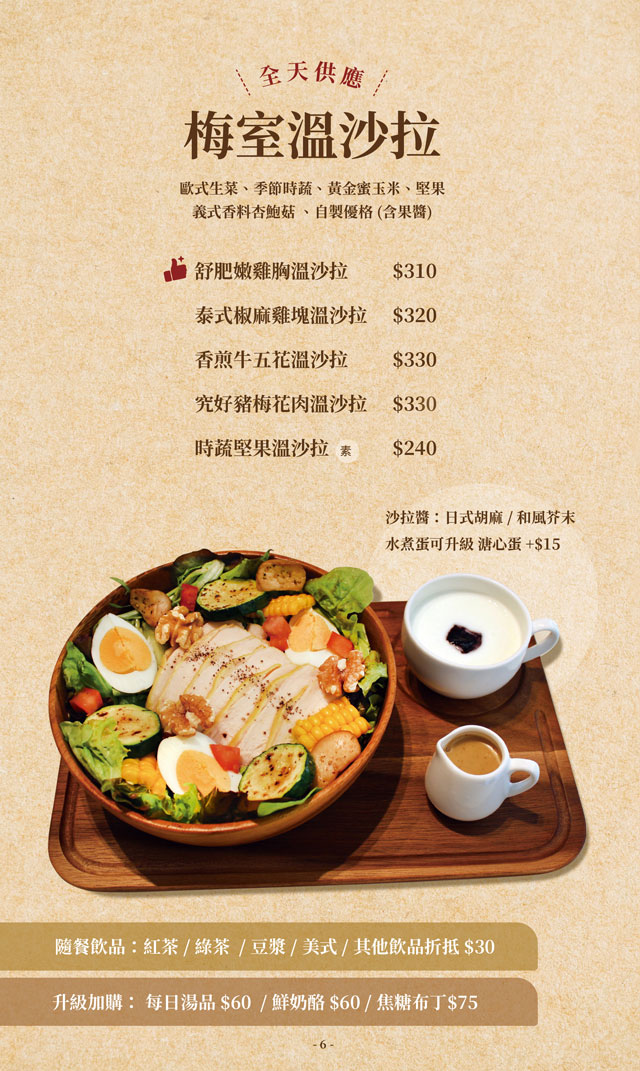 全天供應
梅室溫沙拉
歐式生菜、季節時蔬、黃金蜜玉米、堅果
義式香料杏鮑菇、自製優格 (含果醬)
舒肥嫩雞胸溫沙拉 $310
泰式椒麻雞塊溫沙拉 $320
香煎牛五花溫沙拉 $330
究好豬梅花肉溫沙拉 $330
時蔬堅果溫沙拉 素 $240
沙拉醬：日式胡麻 / 和風芥末
水煮蛋可升級 溏心蛋 +$15
隨餐飲品：紅茶 / 綠茶 / 豆漿 / 美式 / 其他飲品折抵 $30
升級加購： 每日湯品 $60 / 鮮奶酪 $60 / 焦糖布丁$75
- 6 -